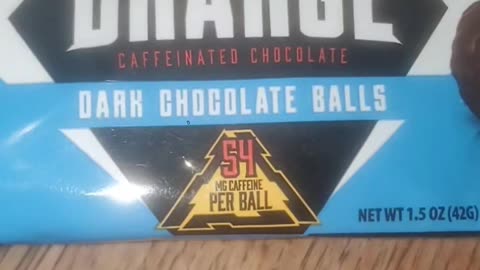 CAFFEINATED CHOCOLATE
DARK CHOCOLATE BALLS
54
MG CAFFEINE
PER BALL
NET WT 1.5 OZ (42G)